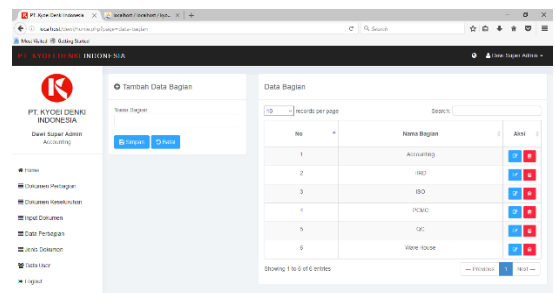 PT. Kyoei Denki Indonesia
localhost / localhost / kyo...
localhost/dev/home.php?page=data-bagian
Search
Most Visited Getting Started
PT. KYOEI DENKI INDONESIA
Dewi Super Admin
PT. KYOEI DENKI
INDONESIA
Dewi Super Admin
Accounting
Home
Dokumen Perbagian
Dokumen Keseluruhan
Input Dokumen
Data Perbagian
Jenis Dokumen
Data User
Logout
Tambah Data Bagian
Nama Bagian
Simpan
Batal
Data Bagian
10 records per page
Search:
No Nama Bagian Aksi
1 Accounting
2 HRD
3 ISO
4
5 QC
6 Ware House
Showing 1 to 6 of 6 entries
← Previous 1 Next →